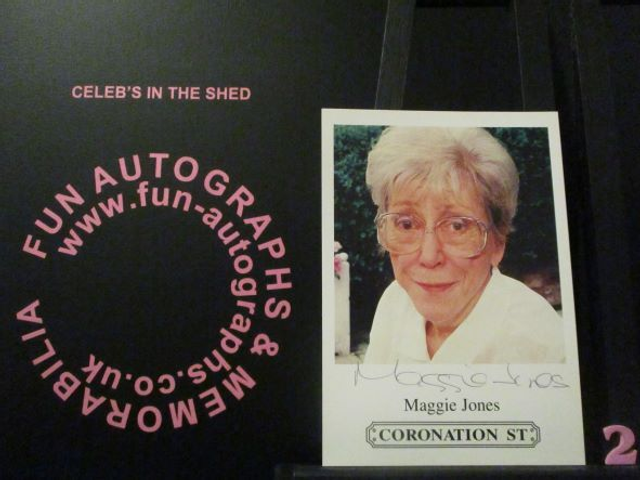 CELEB'S IN THE SHED
FUN AUTOGRAPHS & MEMORABILIA
www.fun-autographs.co.uk
Maggie Jones
Maggie Jones
CORONATION ST.
2